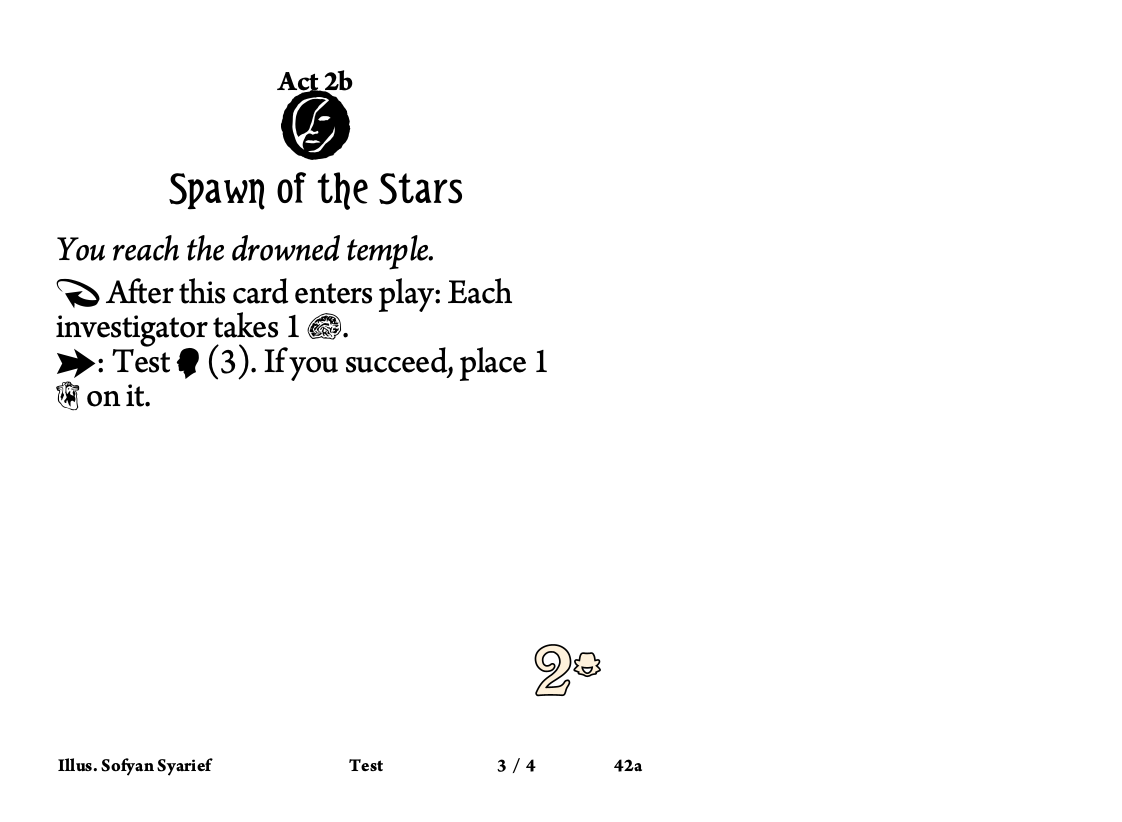 Act 2b
Spawn of the Stars
You reach the drowned temple.
After this card enters play: Each
investigator takes 1 .
: Test (3). If you succeed, place 1
on it.
2
Illus. Sofyan Syarief Test 3 / 4 42a